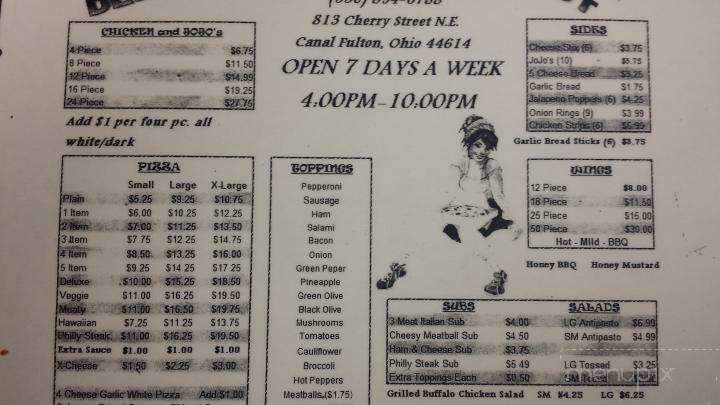 813 Cherry Street N.E.
Canal Fulton, Ohio 44614
OPEN 7 DAYS A WEEK
4:00PM-10:00PM
CHICKEN and JOJO's
4 Piece $6.75
8 Piece $11.50
12 Piece $14.99
16 Piece $19.25
24 Piece $27.75
Add $1 per four pc. all
white/dark
SIDES
Cheese Stix (6) $3.75
JoJo's (10) $3.75
5 Cheese Bread $3.25
Garlic Bread $1.75
Jalapeno Poppers (6) $4.25
Onion Rings (9) $3.99
Chicken Strips (6) $5.99
Garlic Bread Sticks (6) $3.75
PIZZA
Small Large X-Large
Plain $5.25 $9.25 $10.75
1 Item $6.00 $10.25 $12.25
2 Item $7.00 $11.25 $13.50
3 Item $7.75 $12.25 $14.75
4 Item $8.50 $13.25 $16.00
5 Item $9.25 $14.25 $17.25
Deluxe $10.00 $15.25 $18.50
Veggie $11.00 $16.25 $19.50
Meaty $11.00 $16.50 $19.75
Hawaiian $7.25 $11.25 $13.75
Philly Steak $11.00 $16.25 $19.50
Extra Sauce $1.00 $1.00 $1.00
X-Cheese $1.50 $2.25 $3.00
4 Cheese Garlic White Pizza Add $1.00
TOPPINGS
Pepperoni
Sausage
Ham
Salami
Bacon
Onion
Green Peper
Pineapple
Green Olive
Black Olive
Mushrooms
Tomatoes
Cauliflower
Broccoli
Hot Peppers
Meatballs ($1.75)
WINGS
12 Piece $8.00
18 Piece $11.50
25 Piece $15.00
50 Piece $30.00
Hot - Mild - BBQ
Honey BBQ Honey Mustard
SUBS
3 Meat Italian Sub $4.00
Cheesy Meatball Sub $4.50
Ham & Cheese Sub $3.75
Philly Steak Sub $5.49
Extra Toppings Each $0.50
SALADS
LG Antipasto $6.99
SM Antipasto $4.99
LG Tossed $3.25
SM Tossed
Grilled Buffalo Chicken Salad SM $4.25 LG $6.25
menupix